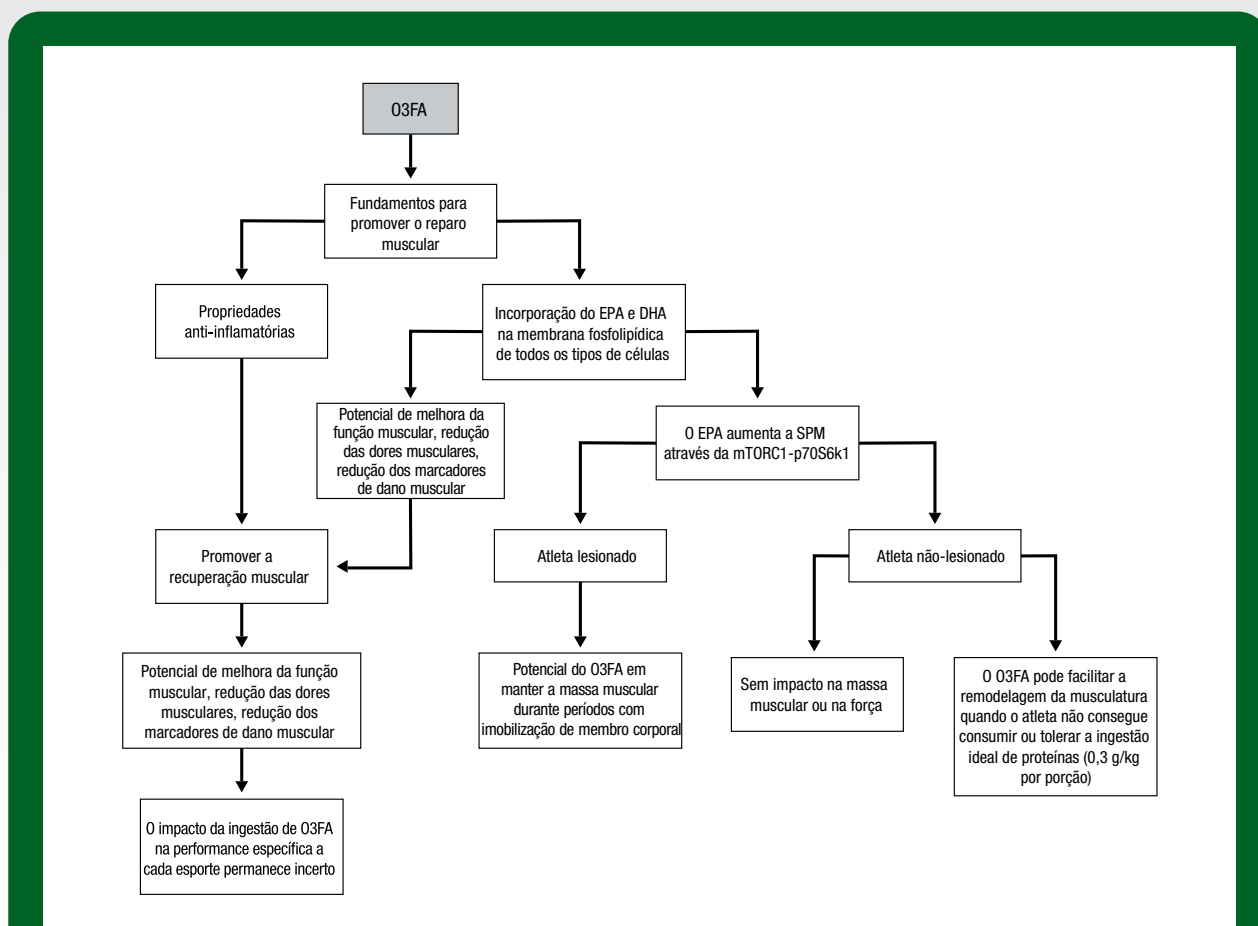 O3FA
Fundamentos para
promover o reparo
muscular
Propriedades
anti-inflamatórias
Incorporação do EPA e DHA
na membrana fosfolipídica
de todos os tipos de células
Potencial de melhora da
função muscular, redução
das dores musculares,
redução dos marcadores
de dano muscular
O EPA aumenta a SPM
através da mTORC1-p70S6k1
Promover a
recuperação muscular
Atleta lesionado
Atleta não-lesionado
Potencial de melhora da função
muscular, redução das dores
musculares, redução dos
marcadores de dano muscular
Potencial do O3FA em
manter a massa muscular
durante períodos com
imobilização de membro corporal
Sem impacto na massa
muscular ou na força
O O3FA pode facilitar a
remodelagem da musculatura
quando o atleta não consegue
consumir ou tolerar a ingestão
ideal de proteínas (0,3 g/kg
por porção)
O impacto da ingestão de O3FA
na performance específica a
cada esporte permanece incerto